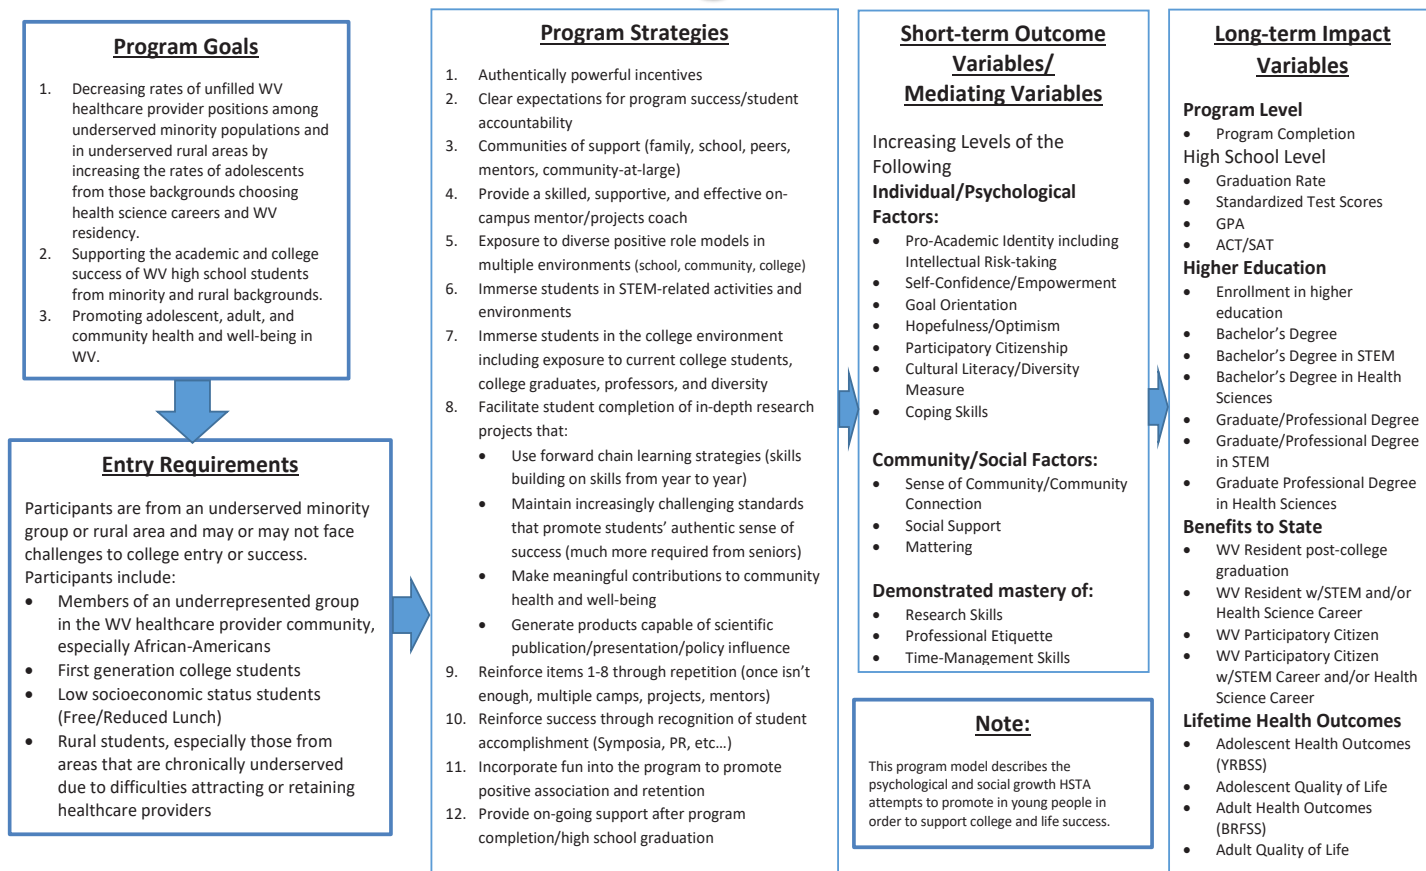 Program Goals
1. Decreasing rates of unfilled WV
healthcare provider positions among
underserved minority populations and
in underserved rural areas by
increasing the rates of adolescents
from those backgrounds choosing
health science careers and WV
residency.
2. Supporting the academic and college
success of WV high school students
from minority and rural backgrounds.
3. Promoting adolescent, adult, and
community health and well-being in
WV.
Entry Requirements
Participants are from an underserved minority
group or rural area and may or may not face
challenges to college entry or success.
Participants include:
• Members of an underrepresented group
in the WV healthcare provider community,
especially African-Americans
• First generation college students
• Low socioeconomic status students
(Free/Reduced Lunch)
• Rural students, especially those from
areas that are chronically underserved
due to difficulties attracting or retaining
healthcare providers
Program Strategies
1. Authentically powerful incentives
2. Clear expectations for program success/student
accountability
3. Communities of support (family, school, peers,
mentors, community-at-large)
4. Provide a skilled, supportive, and effective on-
campus mentor/projects coach
5. Exposure to diverse positive role models in
multiple environments (school, community, college)
6. Immerse students in STEM-related activities and
environments
7. Immerse students in the college environment
including exposure to current college students,
college graduates, professors, and diversity
8. Facilitate student completion of in-depth research
projects that:
• Use forward chain learning strategies (skills
building on skills from year to year)
• Maintain increasingly challenging standards
that promote students’ authentic sense of
success (much more required from seniors)
• Make meaningful contributions to community
health and well-being
• Generate products capable of scientific
publication/presentation/policy influence
9. Reinforce items 1-8 through repetition (once isn’t
enough, multiple camps, projects, mentors)
10. Reinforce success through recognition of student
accomplishment (Symposia, PR, etc…)
11. Incorporate fun into the program to promote
positive association and retention
12. Provide on-going support after program
completion/high school graduation
Short-term Outcome
Variables/
Mediating Variables
Increasing Levels of the
Following
Individual/Psychological
Factors:
• Pro-Academic Identity including
Intellectual Risk-taking
• Self-Confidence/Empowerment
• Goal Orientation
• Hopefulness/Optimism
• Participatory Citizenship
• Cultural Literacy/Diversity
Measure
• Coping Skills
Community/Social Factors:
• Sense of Community/Community
Connection
• Social Support
• Mattering
Demonstrated mastery of:
• Research Skills
• Professional Etiquette
• Time-Management Skills
Note:
This program model describes the
psychological and social growth HSTA
attempts to promote in young people in
order to support college and life success.
Long-term Impact
Variables
Program Level
• Program Completion
High School Level
• Graduation Rate
• Standardized Test Scores
• GPA
• ACT/SAT
Higher Education
• Enrollment in higher
education
• Bachelor’s Degree
• Bachelor’s Degree in STEM
• Bachelor’s Degree in Health
Sciences
• Graduate/Professional Degree
• Graduate/Professional Degree
in STEM
• Graduate Professional Degree
in Health Sciences
Benefits to State
• WV Resident post-college
graduation
• WV Resident w/STEM and/or
Health Science Career
• WV Participatory Citizen
• WV Participatory Citizen
w/STEM Career and/or Health
Science Career
Lifetime Health Outcomes
• Adolescent Health Outcomes
(YRBSS)
• Adolescent Quality of Life
• Adult Health Outcomes
(BRFSS)
• Adult Quality of Life